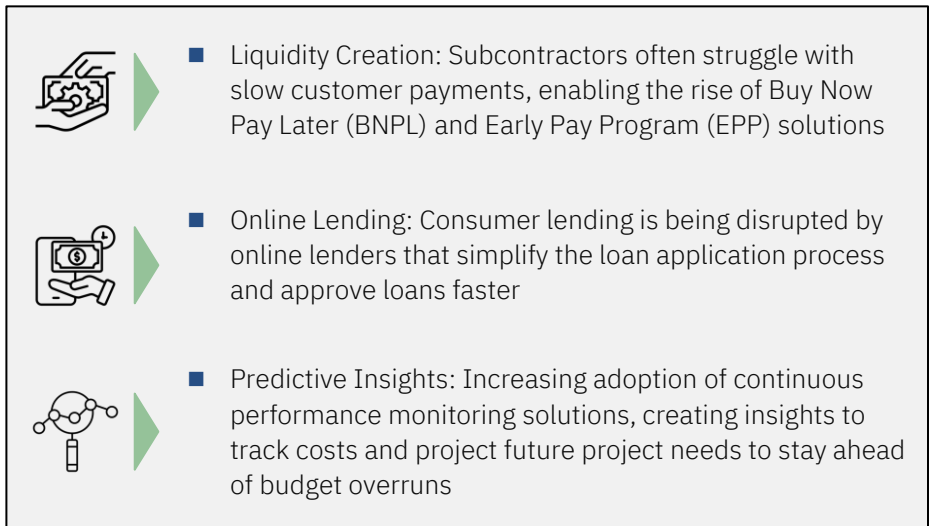 Liquidity Creation: Subcontractors often struggle with
slow customer payments, enabling the rise of Buy Now
Pay Later (BNPL) and Early Pay Program (EPP) solutions
Online Lending: Consumer lending is being disrupted by
online lenders that simplify the loan application process
and approve loans faster
Predictive Insights: Increasing adoption of continuous
performance monitoring solutions, creating insights to
track costs and project future project needs to stay ahead
of budget overruns